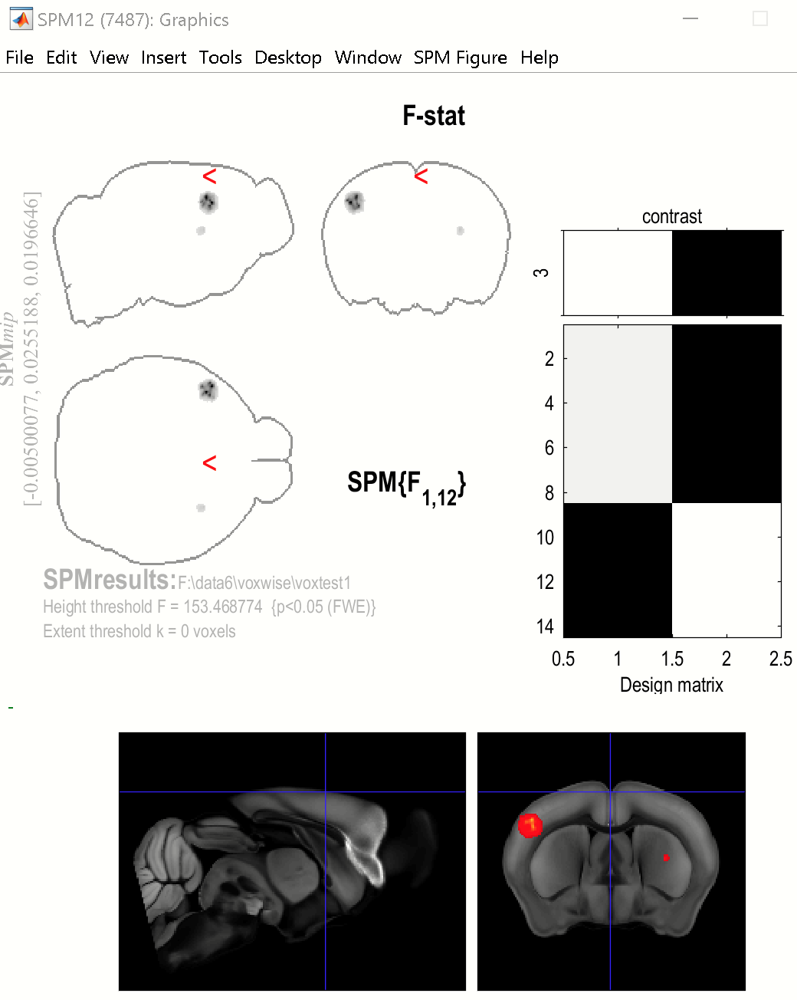 SPM12 (7487): Graphics
File Edit View Insert Tools Desktop Window SPM Figure Help
F-stat
SPMmip
[-0.00500077, 0.0255188, 0.0196646]
<
<
<
SPM{F1,12}
SPMresults: F:\data6\voxwise\voxtest1
Height threshold F = 153.468774 {p<0.05 (FWE)}
Extent threshold k = 0 voxels
contrast
3
2
4
6
8
10
12
14
0.5 1 1.5 2 2.5
Design matrix
-